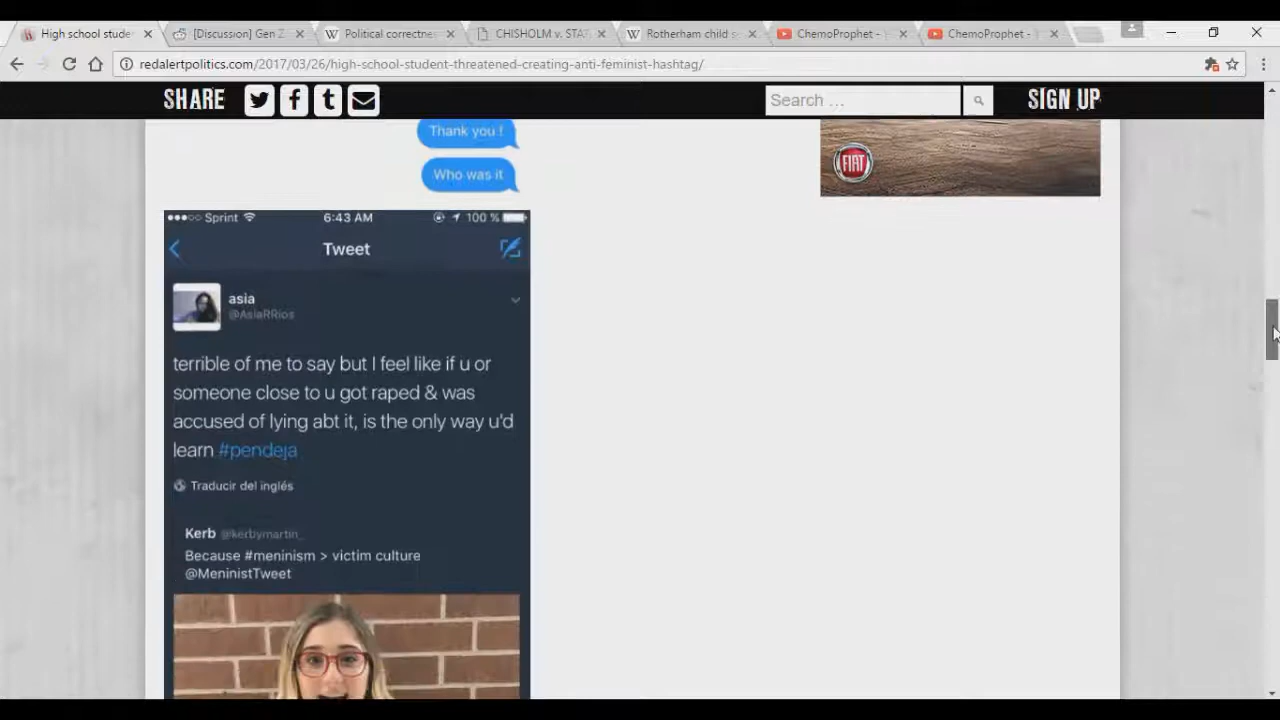 High school stude
[Discussion] Gen Z
Political correctne
CHISHOLM v. STA
Rotherham child s
ChemoProphet -
ChemoProphet -
redalertpolitics.com/2017/03/26/high-school-student-threatened-creating-anti-feminist-hashtag/
SHARE
Search ...
SIGN UP
Thank you !
Who was it
FIAT
Sprint 6:43 AM 100 %
Tweet
asia
@AsiaRRios
terrible of me to say but I feel like if u or
someone close to u got raped & was
accused of lying abt it, is the only way u'd
learn #pendeja
Traducir del inglés
Kerb @kerbymartin_
Because #meninism > victim culture
@MeninistTweet